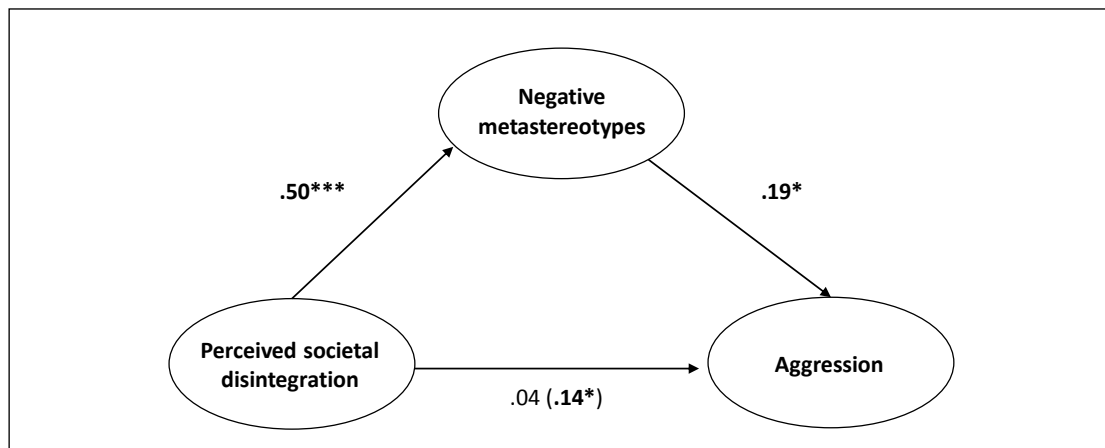 Negative
metastereotypes
.50***
.19*
Perceived societal
disintegration
Aggression
.04 (.14*)